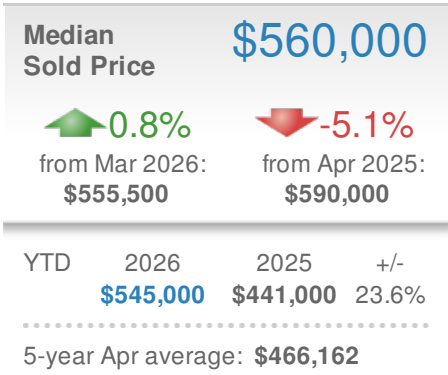 Median
Sold Price
$560,000
0.8%
from Mar 2026:
$555,500
-5.1%
from Apr 2025:
$590,000
YTD 2026 2025 +/-
$545,000 $441,000 23.6%
5-year Apr average: $466,162